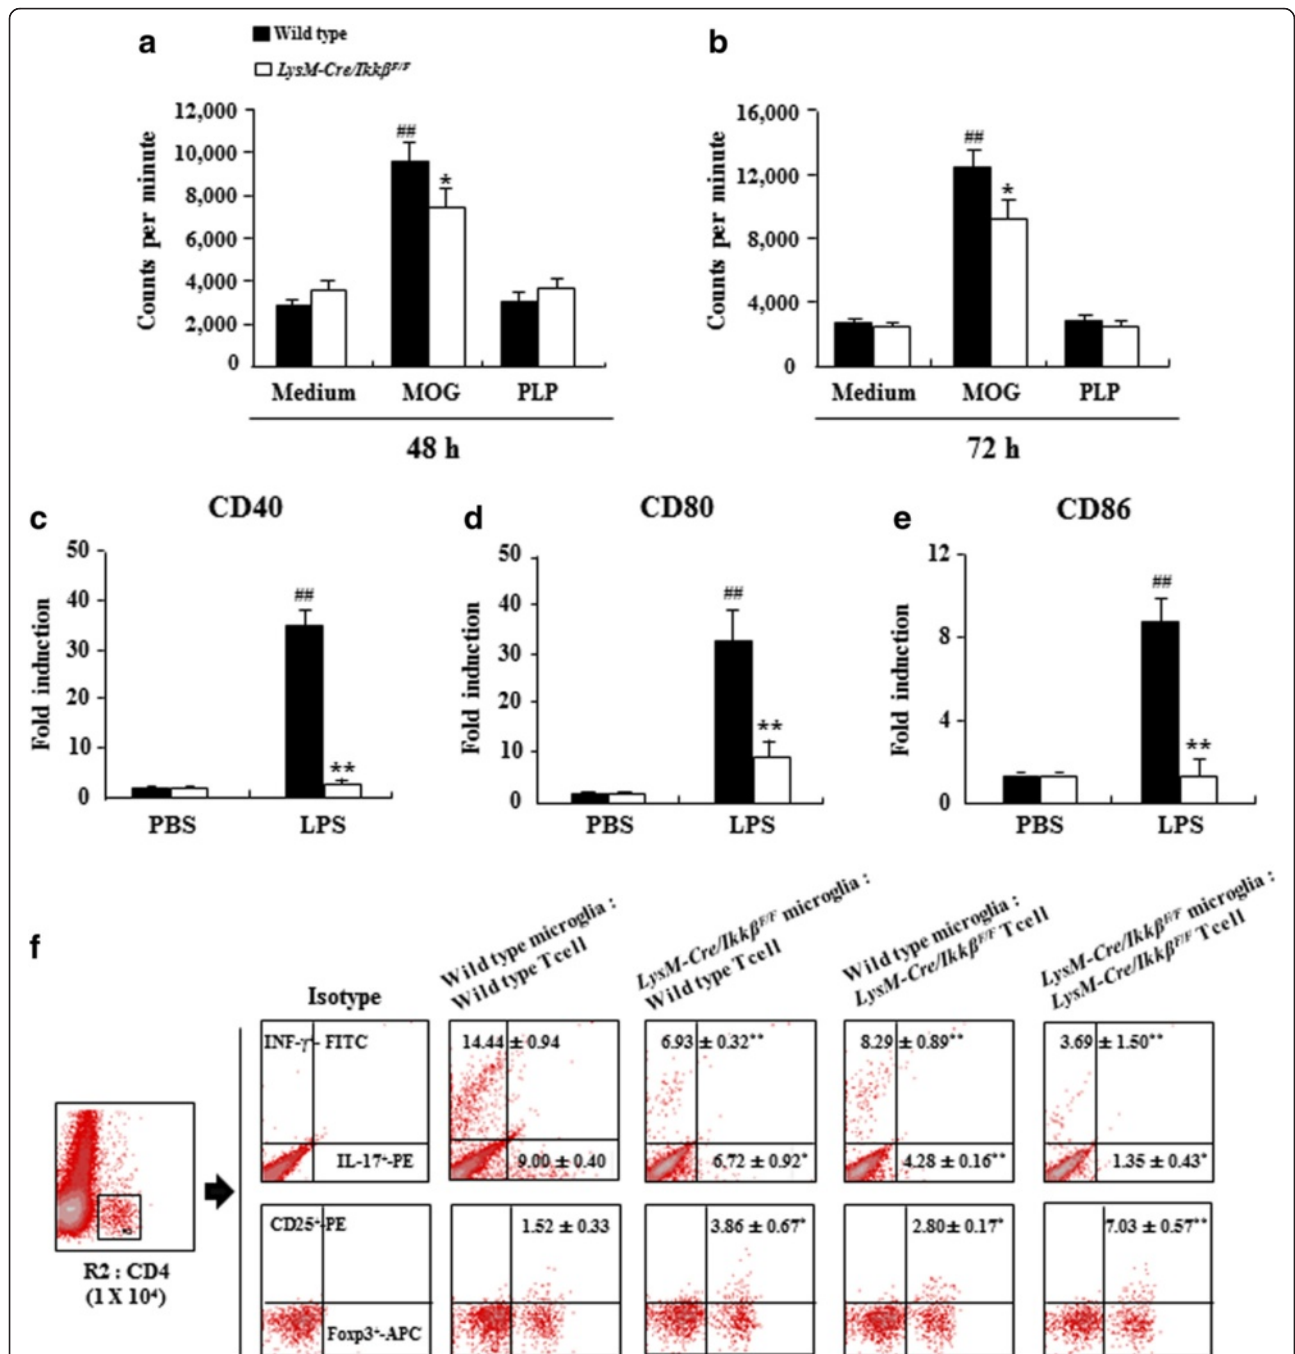 a
Wild type
LysM-Cre/IkkβF/F
Counts per minute
12,000
10,000
8,000
6,000
4,000
2,000
0
##
*
Medium MOG PLP
48 h
b
Counts per minute
16,000
12,000
8,000
4,000
0
##
*
Medium MOG PLP
72 h
c
CD40
Fold induction
50
40
30
20
10
0
##
**
PBS LPS
d
CD80
Fold induction
50
40
30
20
10
0
##
**
PBS LPS
e
CD86
Fold induction
12
8
4
0
##
**
PBS LPS
f
Isotype
Wild type microglia :
Wild type T cell
LysM-Cre/IkkβF/F microglia :
Wild type T cell
Wild type microglia :
LysM-Cre/IkkβF/F T cell
LysM-Cre/IkkβF/F microglia :
LysM-Cre/IkkβF/F T cell
R2 : CD4
(1 X 10⁴)
INF-γ⁺- FITC
IL-17⁺-PE
14.44 ± 0.94
9.00 ± 0.40
6.93 ± 0.32**
6.72 ± 0.92*
8.29 ± 0.89**
4.28 ± 0.16**
3.69 ± 1.50**
1.35 ± 0.43*
CD25⁺-PE
Foxp3⁺-APC
1.52 ± 0.33
3.86 ± 0.67*
2.80 ± 0.17*
7.03 ± 0.57**